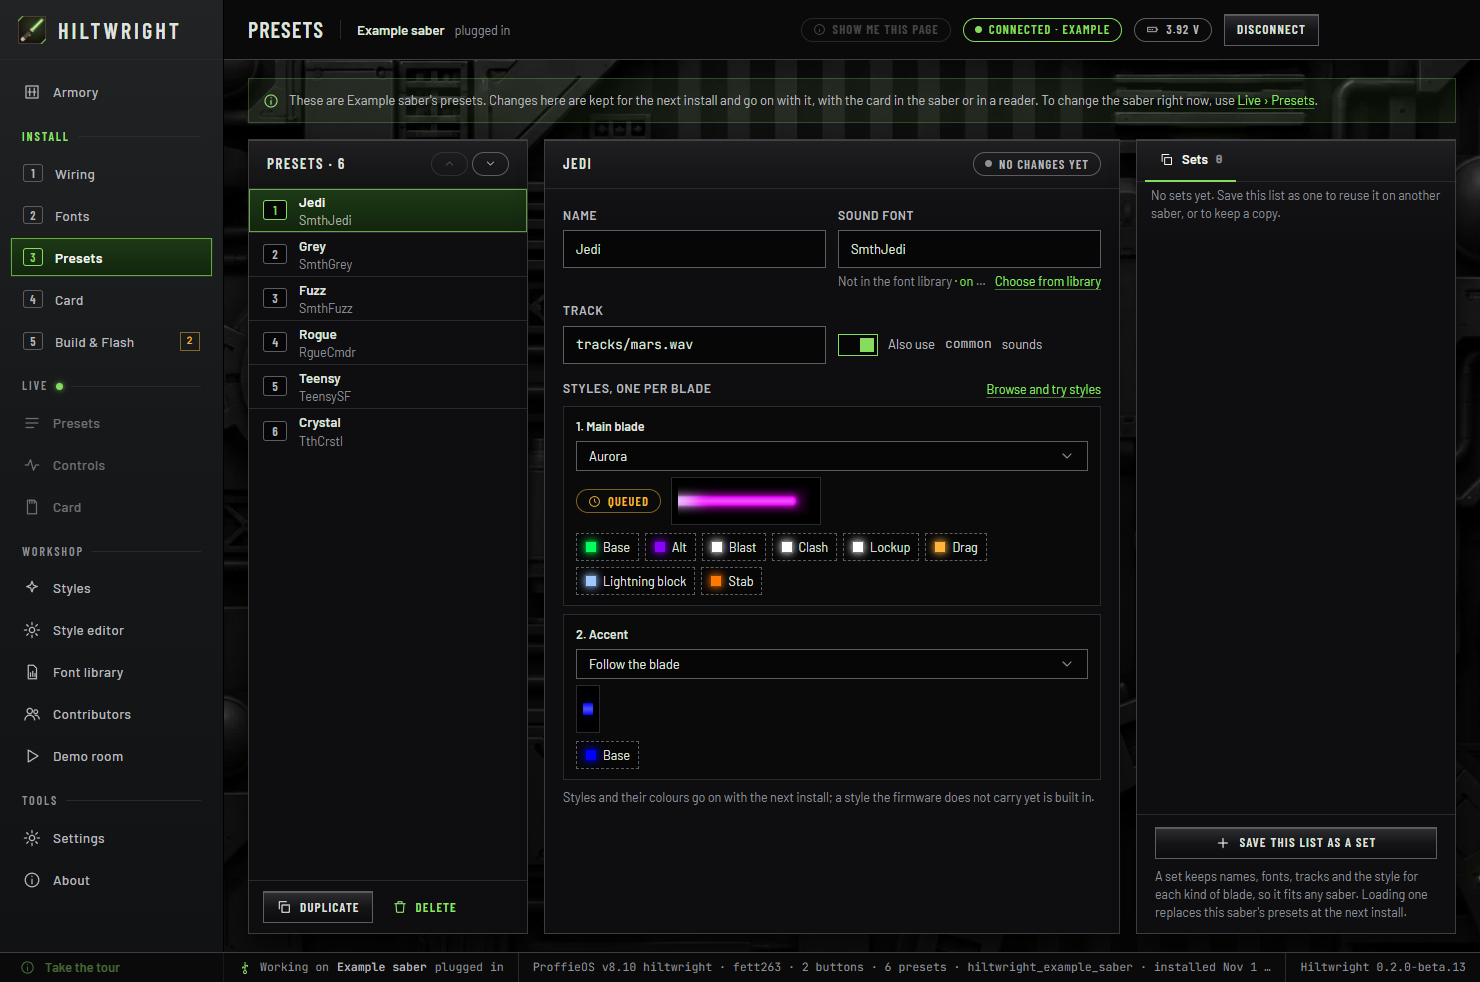 HILTWRIGHT
PRESETS
Example saber plugged in
SHOW ME THIS PAGE
CONNECTED · EXAMPLE
3.92 V
DISCONNECT
Armory
INSTALL
1 Wiring
2 Fonts
3 Presets
4 Card
5 Build & Flash 2
LIVE
Presets
Controls
Card
WORKSHOP
Styles
Style editor
Font library
Contributors
Demo room
TOOLS
Settings
About
Take the tour
These are Example saber's presets. Changes here are kept for the next install and go on with it, with the card in the saber or in a reader. To change the saber right now, use Live › Presets.
PRESETS · 6
1 Jedi
SmthJedi
2 Grey
SmthGrey
3 Fuzz
SmthFuzz
4 Rogue
RgueCmdr
5 Teensy
TeensySF
6 Crystal
TthCrstl
DUPLICATE
DELETE
JEDI
NO CHANGES YET
NAME
Jedi
SOUND FONT
SmthJedi
Not in the font library · on ... Choose from library
TRACK
tracks/mars.wav
Also use common sounds
STYLES, ONE PER BLADE
Browse and try styles
1. Main blade
Aurora
QUEUED
Base Alt Blast Clash Lockup Drag
Lightning block Stab
2. Accent
Follow the blade
Base
Styles and their colours go on with the next install; a style the firmware does not carry yet is built in.
Sets 0
No sets yet. Save this list as one to reuse it on another
saber, or to keep a copy.
SAVE THIS LIST AS A SET
A set keeps names, fonts, tracks and the style for
each kind of blade, so it fits any saber. Loading one
replaces this saber's presets at the next install.
Working on Example saber plugged in
ProffieOS v8.10 hiltwright · fett263 · 2 buttons · 6 presets · hiltwright_example_saber · installed Nov 1 …
Hiltwright 0.2.0-beta.13